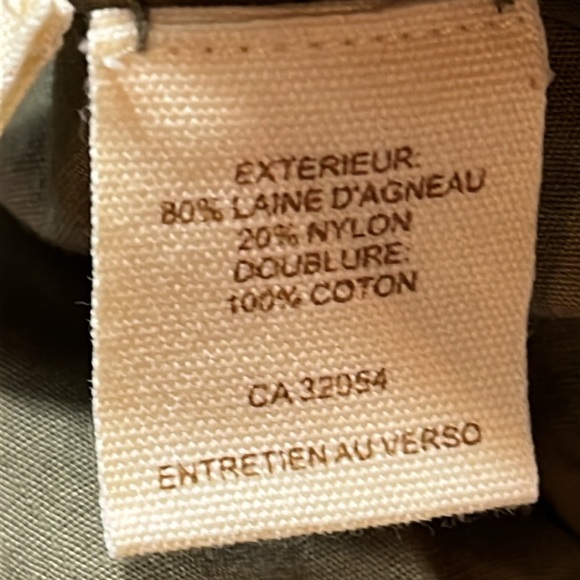 EXTERIEUR:
80% LAINE D'AGNEAU
20% NYLON
DOUBLURE:
100% COTON
CA 32054
ENTRETIEN AU VERSO